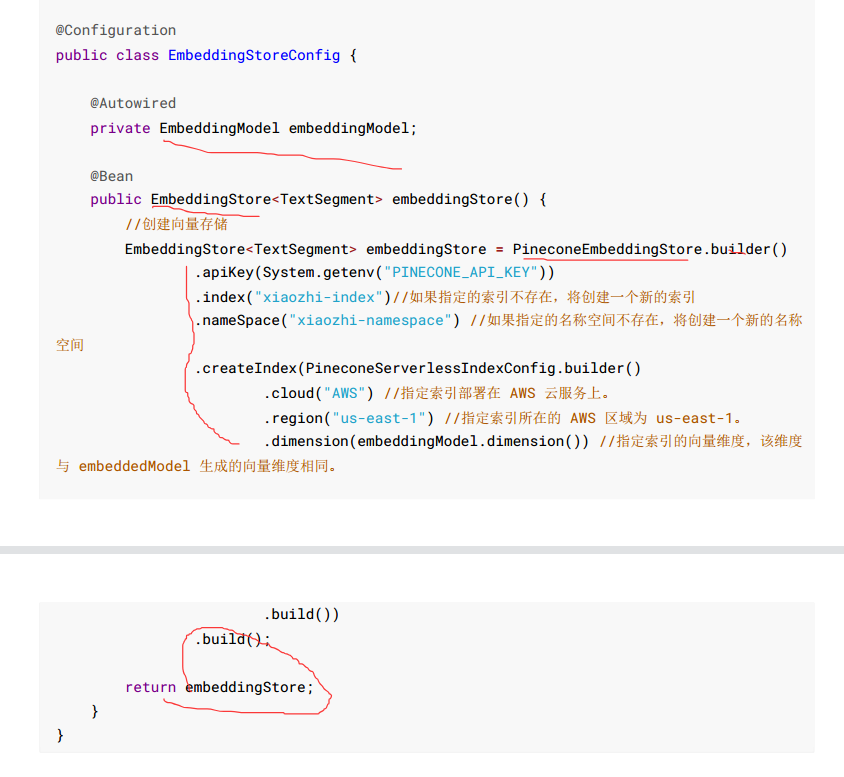 @Configuration
public class EmbeddingStoreConfig {
@Autowired
private EmbeddingModel embeddingModel;
@Bean
public EmbeddingStore<TextSegment> embeddingStore() {
//创建向量存储
EmbeddingStore<TextSegment> embeddingStore = PineconeEmbeddingStore.builder()
.apiKey(System.getenv("PINECONE_API_KEY"))
.index("xiaozhi-index")//如果指定的索引不存在，将创建一个新的索引
.nameSpace("xiaozhi-namespace") //如果指定的名称空间不存在，将创建一个新的名称
空间
.createIndex(PineconeServerlessIndexConfig.builder()
.cloud("AWS") //指定索引部署在 AWS 云服务上。
.region("us-east-1") //指定索引所在的 AWS 区域为 us-east-1。
.dimension(embeddingModel.dimension()) //指定索引的向量维度，该维度
与 embeddedModel 生成的向量维度相同。
.build())
.build();
return embeddingStore;
}
}